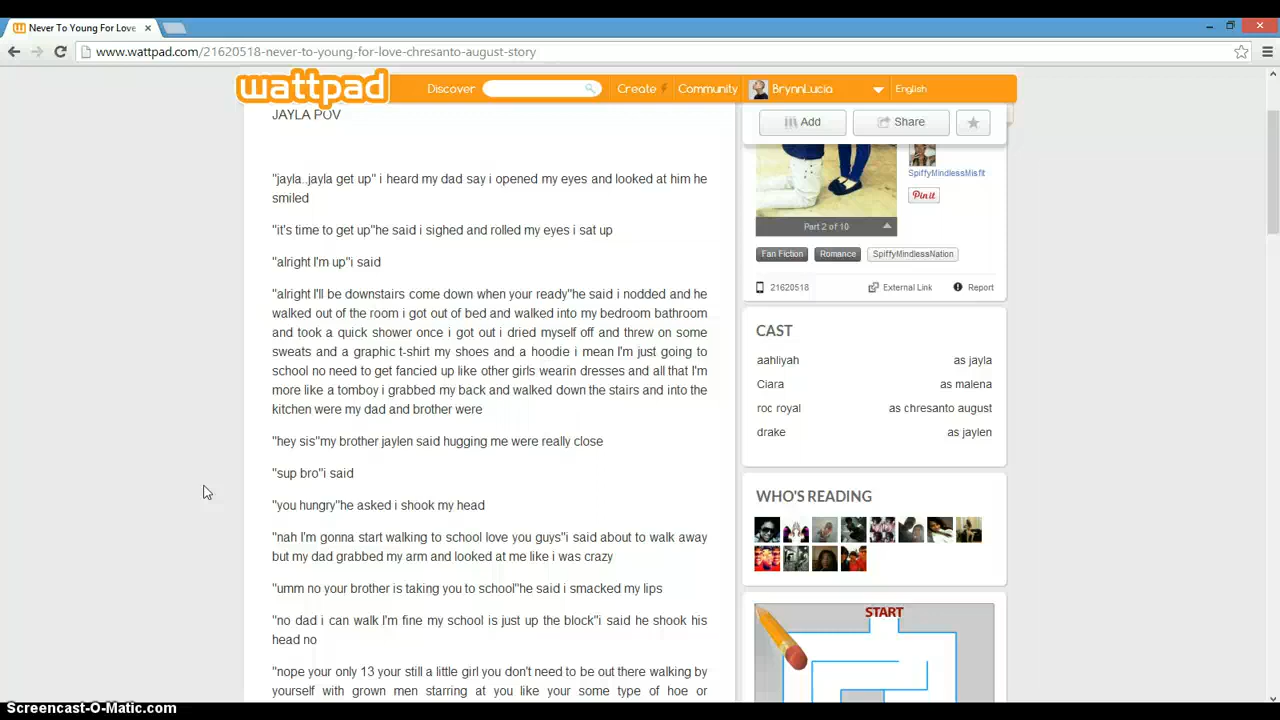 Never To Young For Love
www.wattpad.com/21620518-never-to-young-for-love-chresanto-august-story
wattpad
Discover
Create
Community
BrynnLucia
English
JAYLA POV
"jayla..jayla get up" i heard my dad say i opened my eyes and looked at him he
smiled
"it's time to get up"he said i sighed and rolled my eyes i sat up
"alright I'm up"i said
"alright I'll be downstairs come down when your ready"he said i nodded and he
walked out of the room i got out of bed and walked into my bedroom bathroom
and took a quick shower once i got out i dried myself off and threw on some
sweats and a graphic t-shirt my shoes and a hoodie i mean I'm just going to
school no need to get fancied up like other girls wearin dresses and all that I'm
more like a tomboy i grabbed my back and walked down the stairs and into the
kitchen were my dad and brother were
"hey sis"my brother jaylen said hugging me were really close
"sup bro"i said
"you hungry"he asked i shook my head
"nah I'm gonna start walking to school love you guys"i said about to walk away
but my dad grabbed my arm and looked at me like i was crazy
"umm no your brother is taking you to school"he said i smacked my lips
"no dad i can walk I'm fine my school is just up the block"i said he shook his
head no
"nope your only 13 your still a little girl you don't need to be out there walking by
yourself with grown men starring at you like your some type of hoe or
Add
Share
SpiffyMindlessMisfit
Pin it
Part 2 of 10
Fan Fiction
Romance
SpiffyMindlessNation
21620518
External Link
Report
CAST
aahliyah as jayla
Ciara as malena
roc royal as chresanto august
drake as jaylen
WHO'S READING
START
Screencast-O-Matic.com